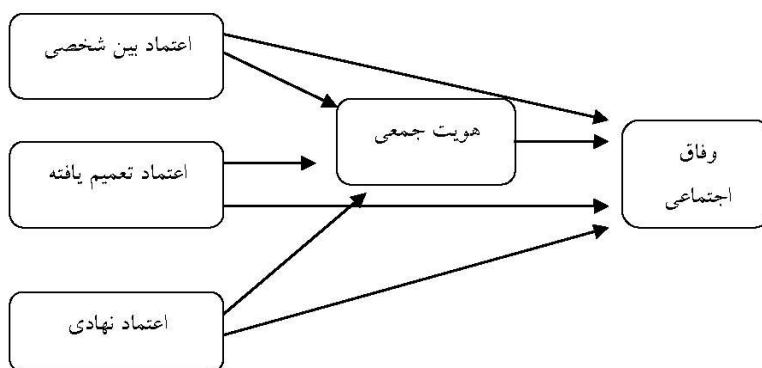 اعتماد بین شخصی
هویت جمعی
اعتماد تعمیم یافته
وفاق
اجتماعی
اعتماد نهادی